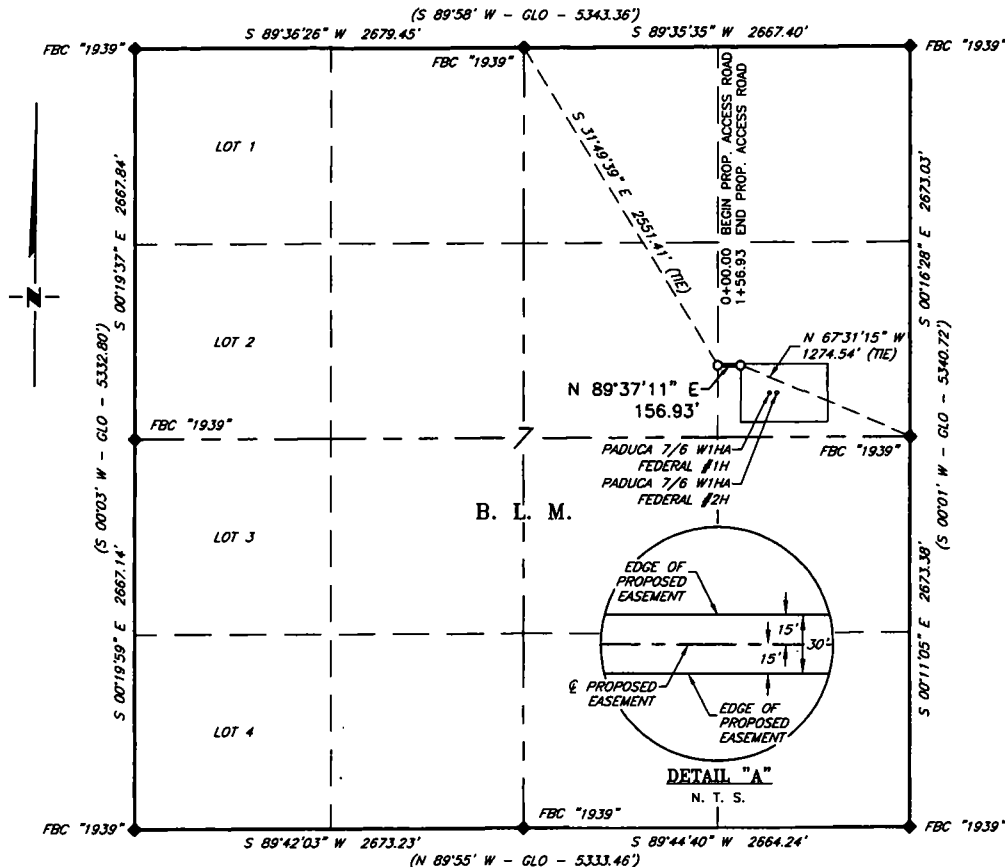 (S 89°58' W - GLO - 5343.36')
S 89°36'26" W 2679.45'
S 89°35'35" W 2667.40'
FBC "1939"
FBC "1939"
FBC "1939"
LOT 1
S 00°19'37" E 2667.84'
S 31°49'39" E 2551.41' (TIE)
0+00.00 BEGIN PROP. ACCESS ROAD
1+56.93 END PROP. ACCESS ROAD
S 00°16'28" E 2673.03'
N
LOT 2
N 67°31'15" W
1274.54' (TIE)
N 89°37'11" E
156.93'
(S 00°03' W - GLO - 5332.80')
(S 00°01' W - GLO - 5340.72')
FBC "1939"
7
FBC "1939"
PADUCA 7/6 W1HA
FEDERAL #1H
PADUCA 7/6 W1HA
FEDERAL #2H
B. L. M.
LOT 3
S 00°19'59" E 2667.14'
S 00°11'05" E 2673.38'
EDGE OF
PROPOSED
EASEMENT
15'
30'
15'
℄ PROPOSED
EASEMENT
EDGE OF
PROPOSED
EASEMENT
LOT 4
DETAIL "A"
N. T. S.
FBC "1939"
FBC "1939"
FBC "1939"
S 89°42'03" W 2673.23'
S 89°44'40" W 2664.24'
(N 89°55' W - GLO - 5333.46')